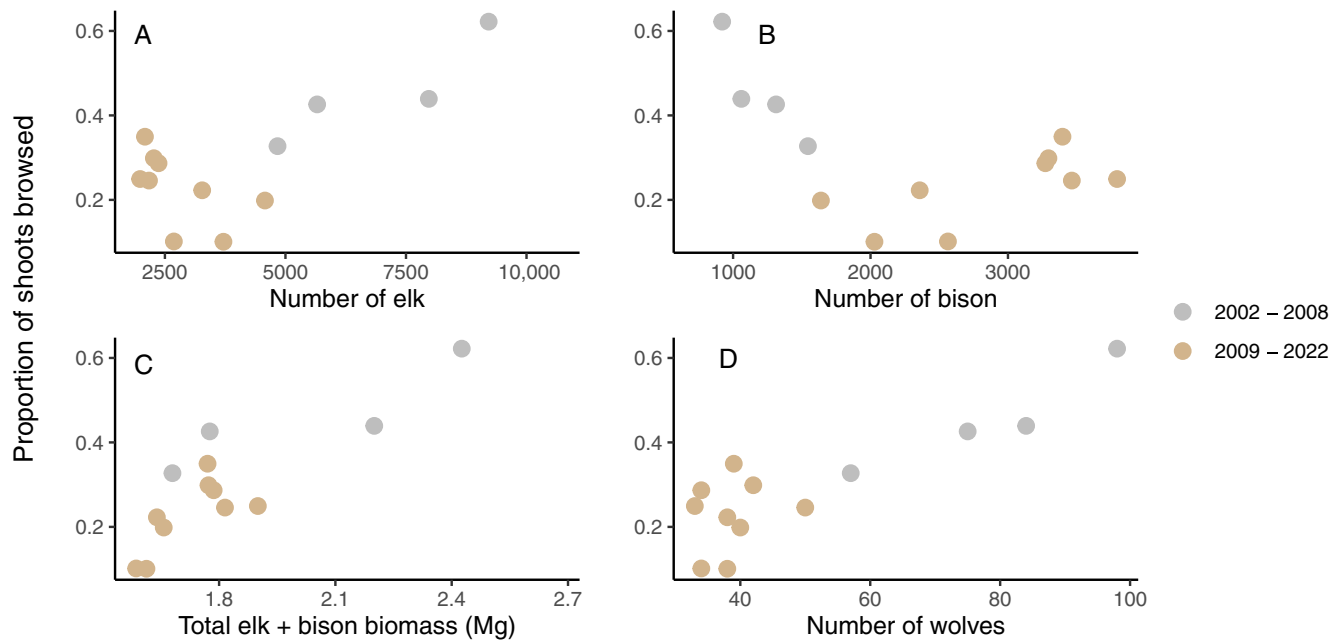 Proportion of shoots browsed
A
0.6
0.4
0.2
2500 5000 7500 10,000
Number of elk
B
0.6
0.4
0.2
1000 2000 3000
Number of bison
C
0.6
0.4
0.2
1.8 2.1 2.4 2.7
Total elk + bison biomass (Mg)
D
0.6
0.4
0.2
40 60 80 100
Number of wolves
2002 – 2008
2009 – 2022